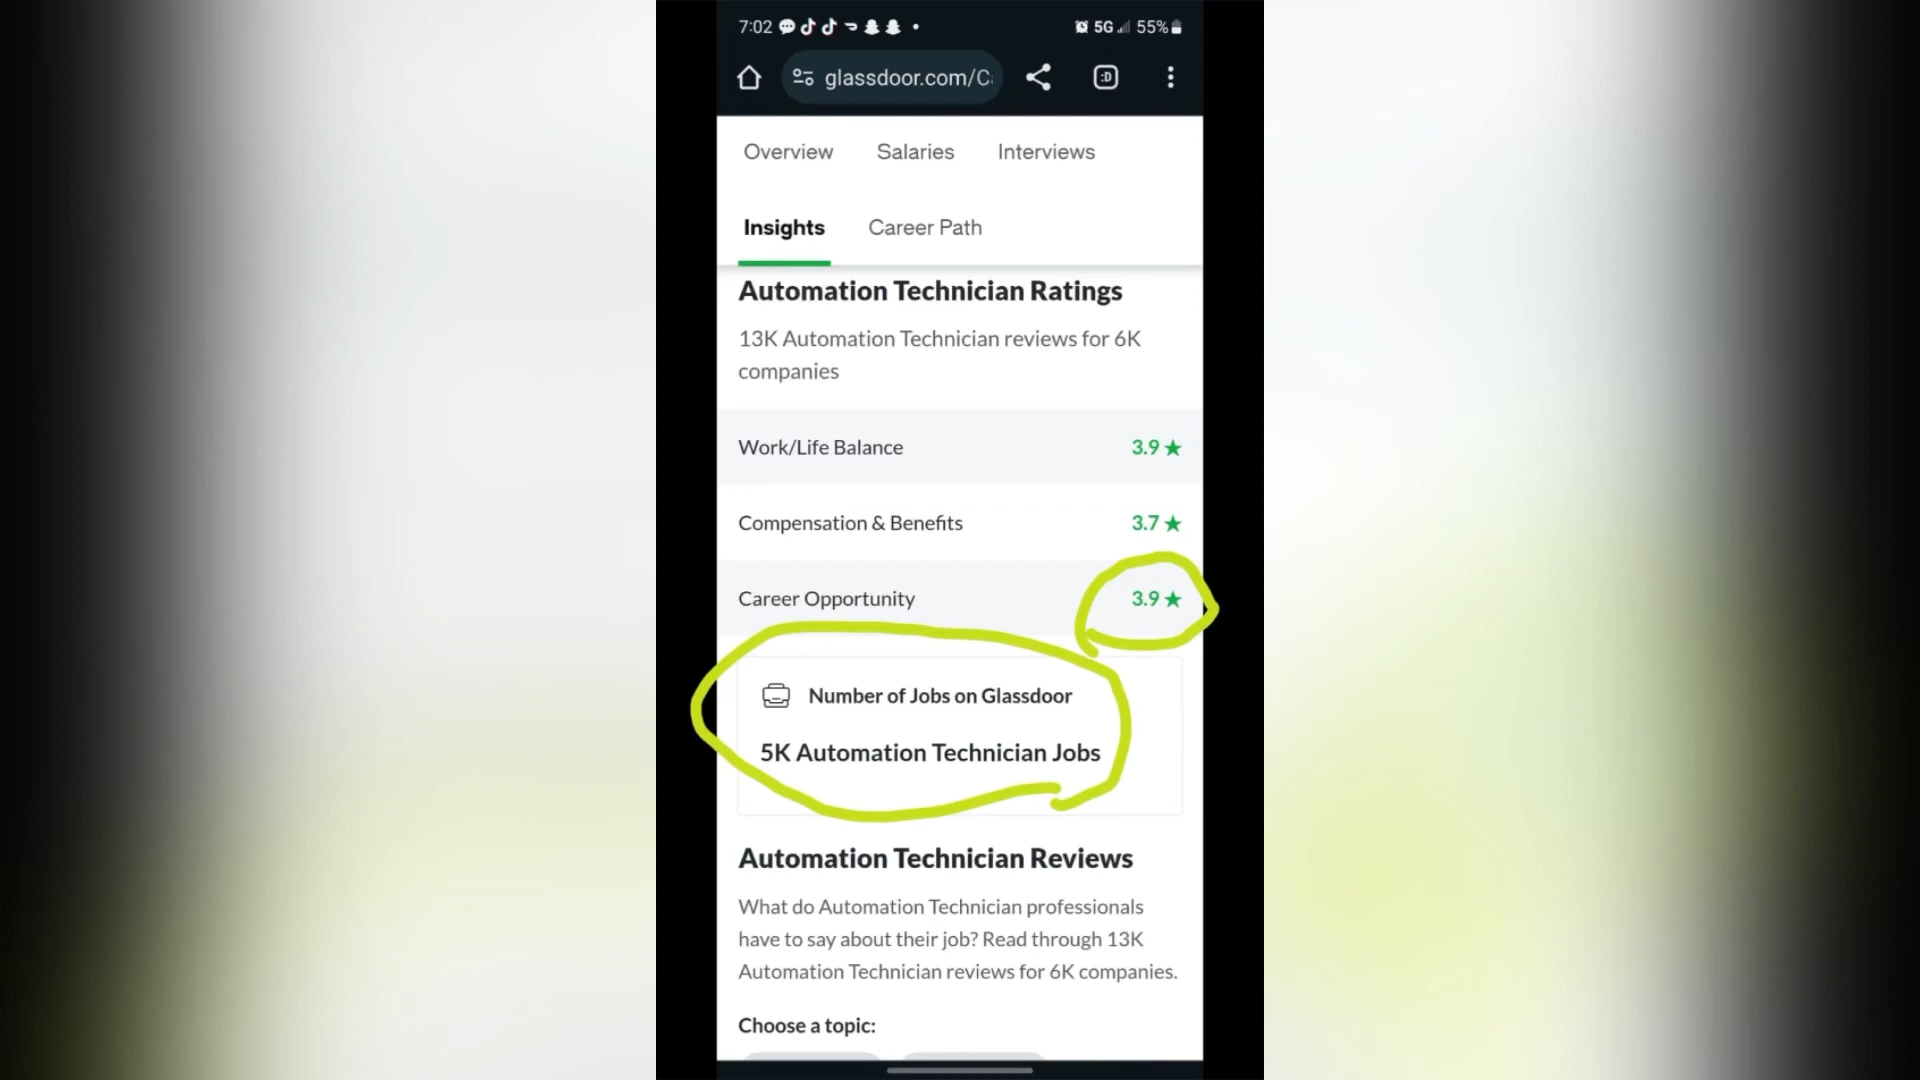 7:02
5G 55%
glassdoor.com/C
:D
Overview Salaries Interviews
Insights Career Path
Automation Technician Ratings
13K Automation Technician reviews for 6K
companies
Work/Life Balance 3.9 ★
Compensation & Benefits 3.7 ★
Career Opportunity 3.9 ★
Number of Jobs on Glassdoor
5K Automation Technician Jobs
Automation Technician Reviews
What do Automation Technician professionals
have to say about their job? Read through 13K
Automation Technician reviews for 6K companies.
Choose a topic: